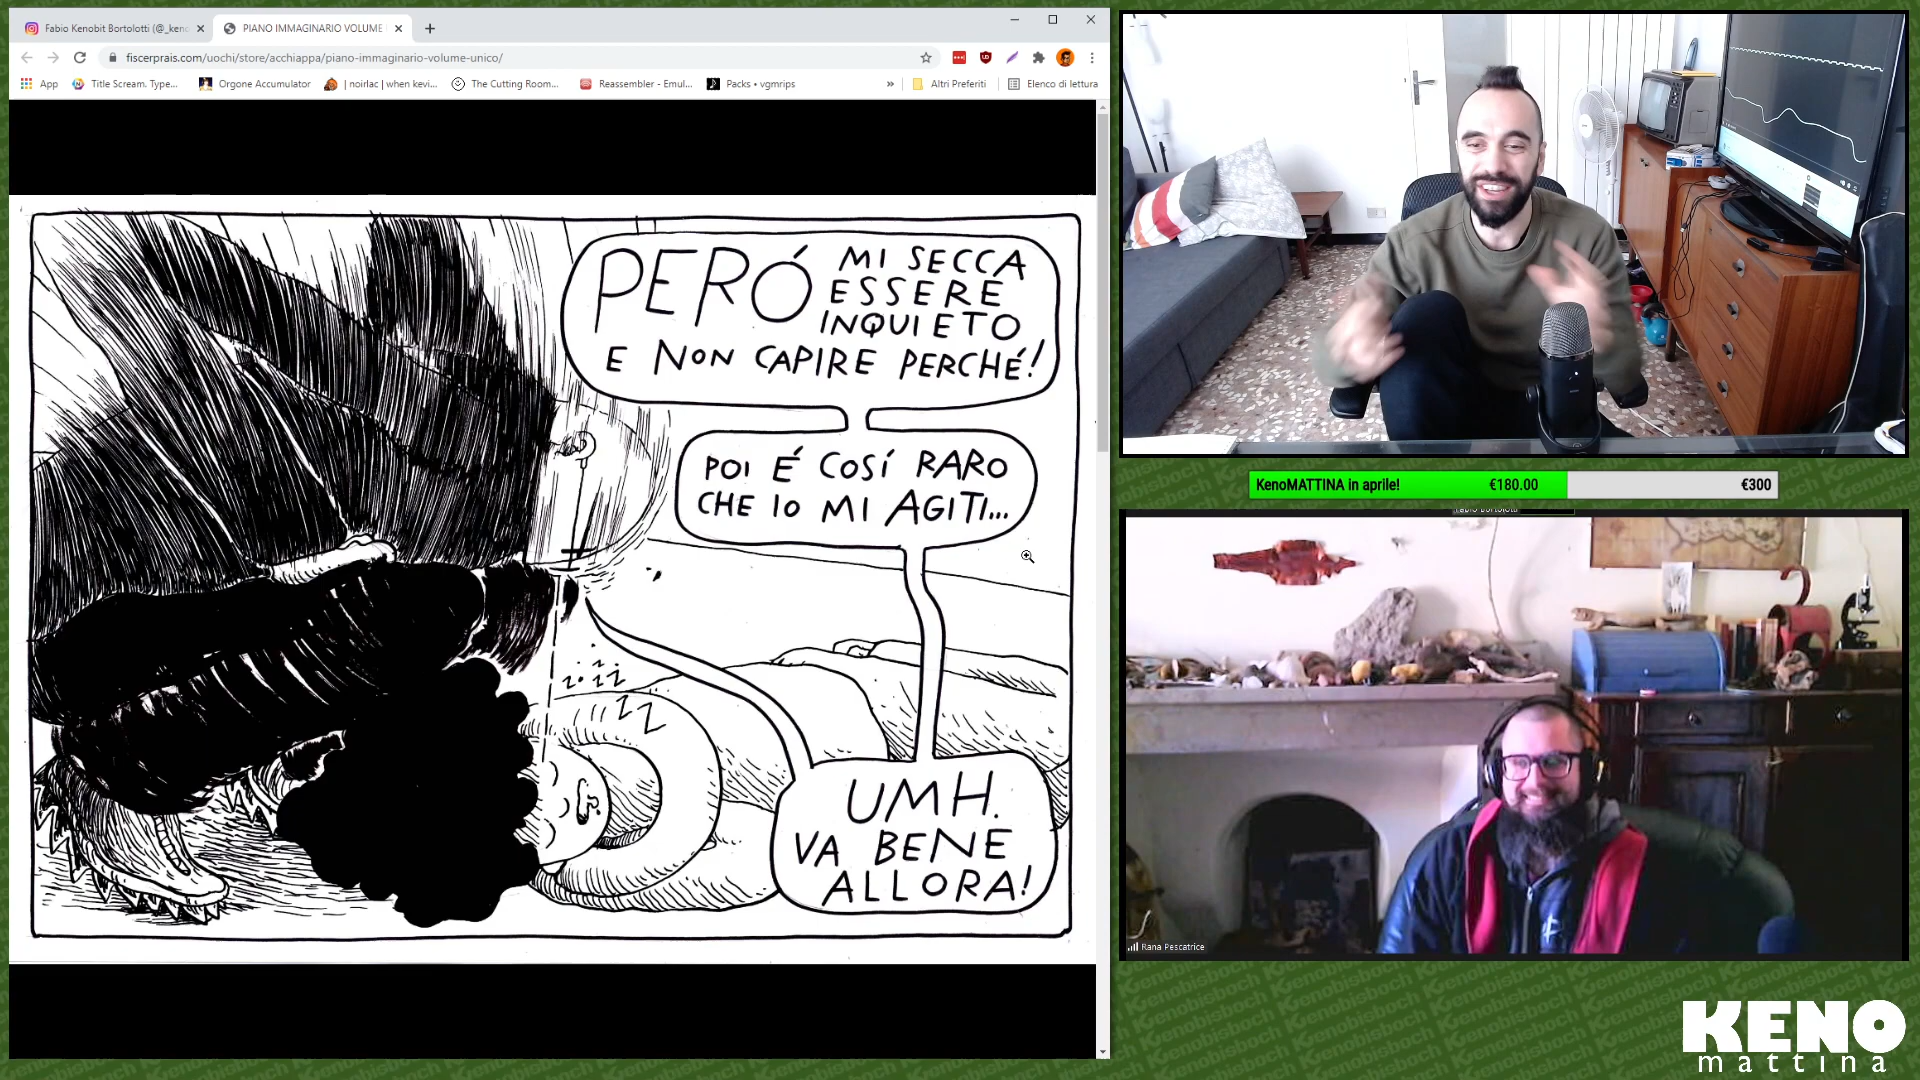 Fabio Kenobit Bortolotti (@_keno
PIANO IMMAGINARIO VOLUME
fiscerprais.com/uochi/store/acchiappa/piano-immaginario-volume-unico/
App
Title Scream. Type...
Orgone Accumulator
| noirlac | when kevi...
The Cutting Room...
Reassembler - Emul...
Packs • vgmrips
»
Altri Preferiti
Elenco di lettura
PERÓ MI SECCA
ESSERE
INQUIETO
E NON CAPIRE PERCHÉ!
POI É COSÍ RARO
CHE IO MI AGITI...
z z z z
Z Z
UMH.
VA BENE
ALLORA!
KenoMATTINA in aprile! €180.00 €300
Fabio Bortolotti
Rana Pescatrice
KENO
mattina